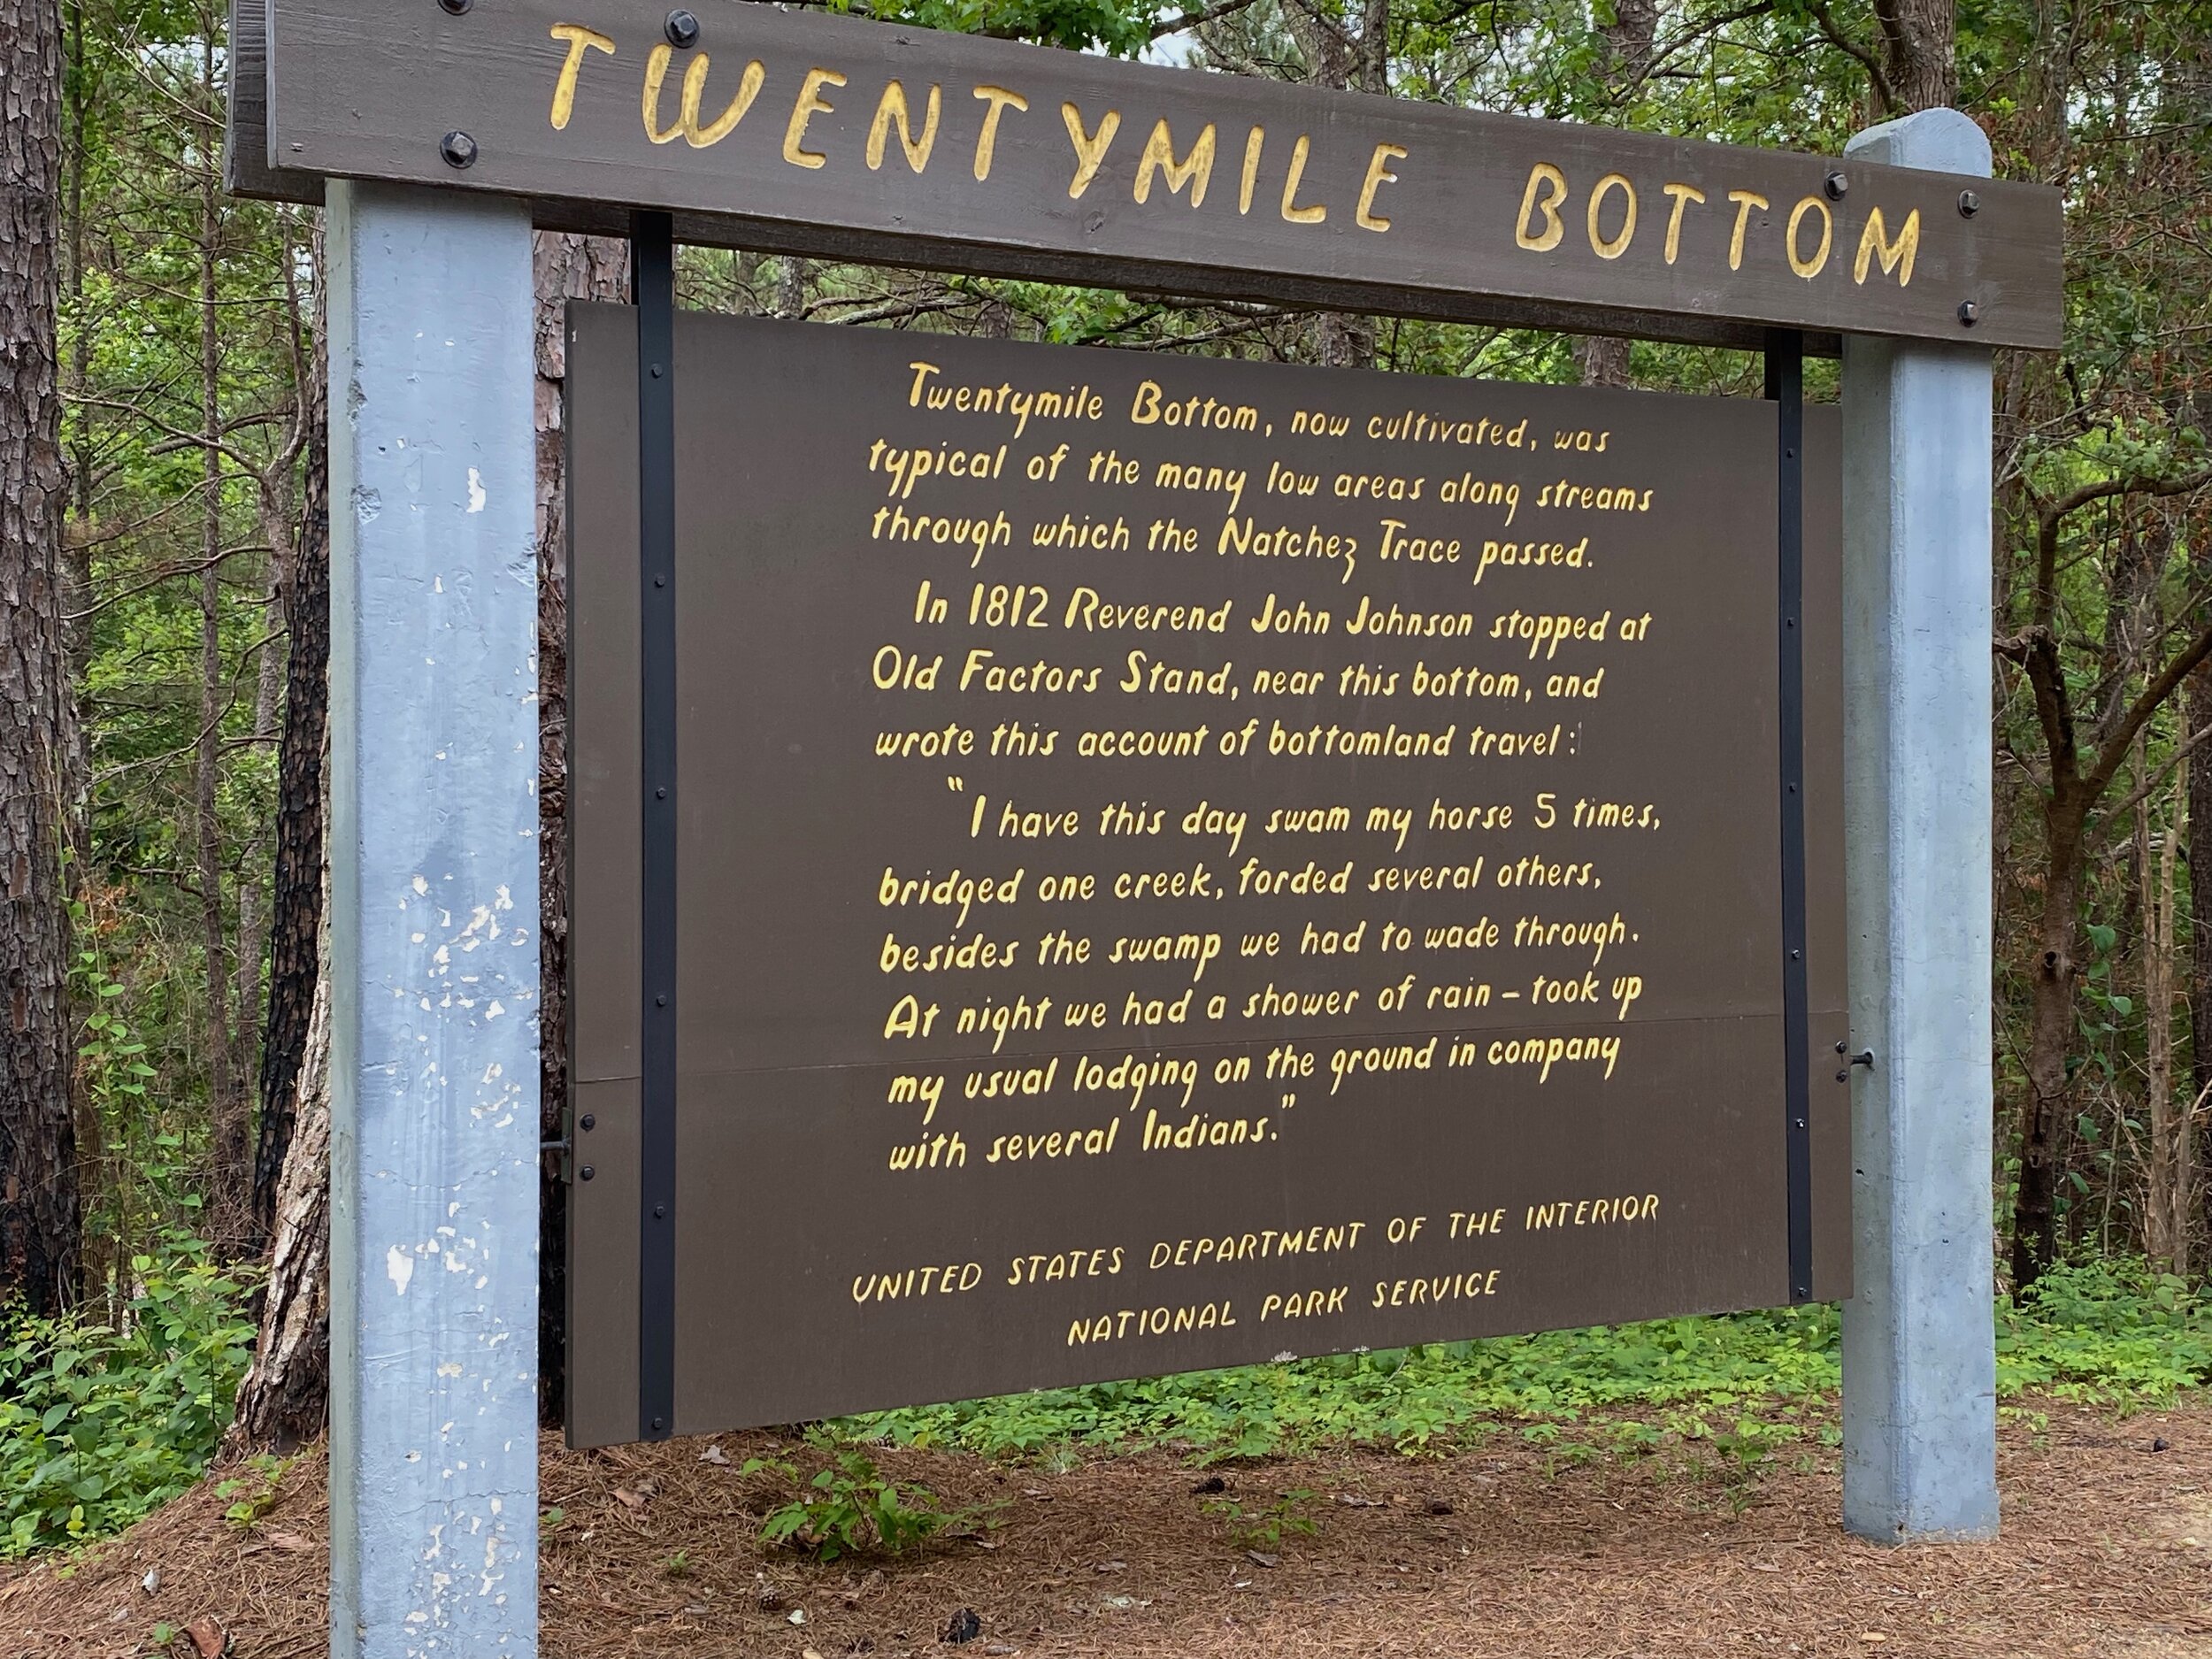 TWENTYMILE BOTTOM
Twentymile Bottom, now cultivated, was
typical of the many low areas along streams
through which the Natchez Trace passed.
In 1812 Reverend John Johnson stopped at
Old Factors Stand, near this bottom, and
wrote this account of bottomland travel:
"I have this day swam my horse 5 times,
bridged one creek, forded several others,
besides the swamp we had to wade through.
At night we had a shower of rain – took up
my usual lodging on the ground in company
with several Indians."
UNITED STATES DEPARTMENT OF THE INTERIOR
NATIONAL PARK SERVICE